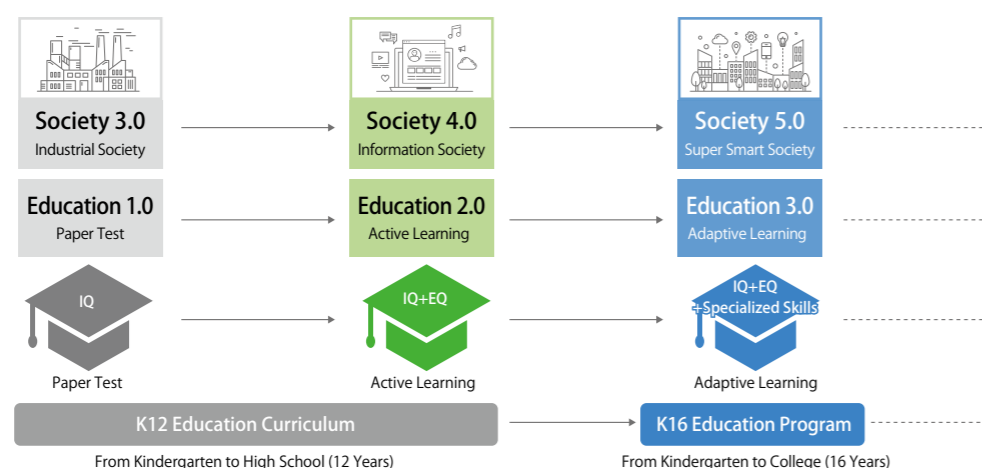 Society 3.0
Industrial Society
Society 4.0
Information Society
Society 5.0
Super Smart Society
Education 1.0
Paper Test
Education 2.0
Active Learning
Education 3.0
Adaptive Learning
IQ
IQ+EQ
IQ+EQ
+Specialized Skills
Paper Test
Active Learning
Adaptive Learning
K12 Education Curriculum
K16 Education Program
From Kindergarten to High School (12 Years)
From Kindergarten to College (16 Years)